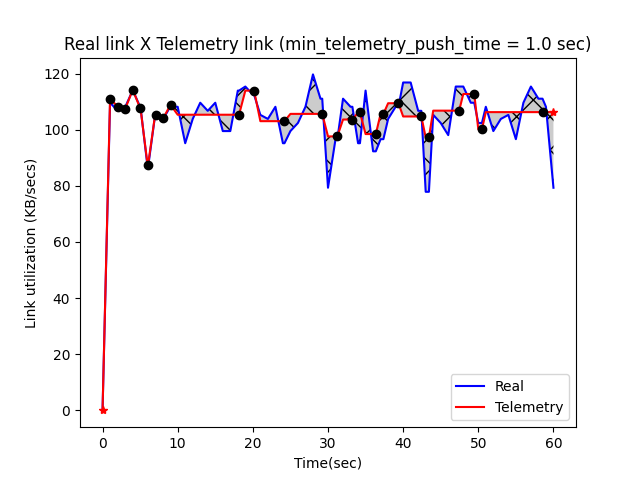 Real link X Telemetry link (min_telemetry_push_time = 1.0 sec)
120
100
80
60
40
20
0
Link utilization (KB/secs)
0 10 20 30 40 50 60
Time(sec)
Real
Telemetry